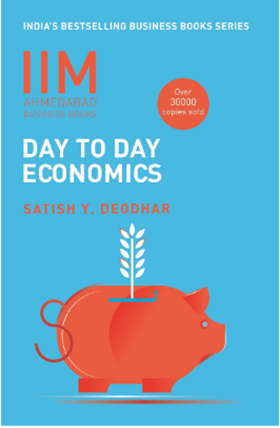 INDIA'S BESTSELLING BUSINESS BOOKS SERIES
IIM
AHMEDABAD
BUSINESS BOOKS
Over
30000
copies sold
DAY TO DAY
ECONOMICS
SATISH Y. DEODHAR